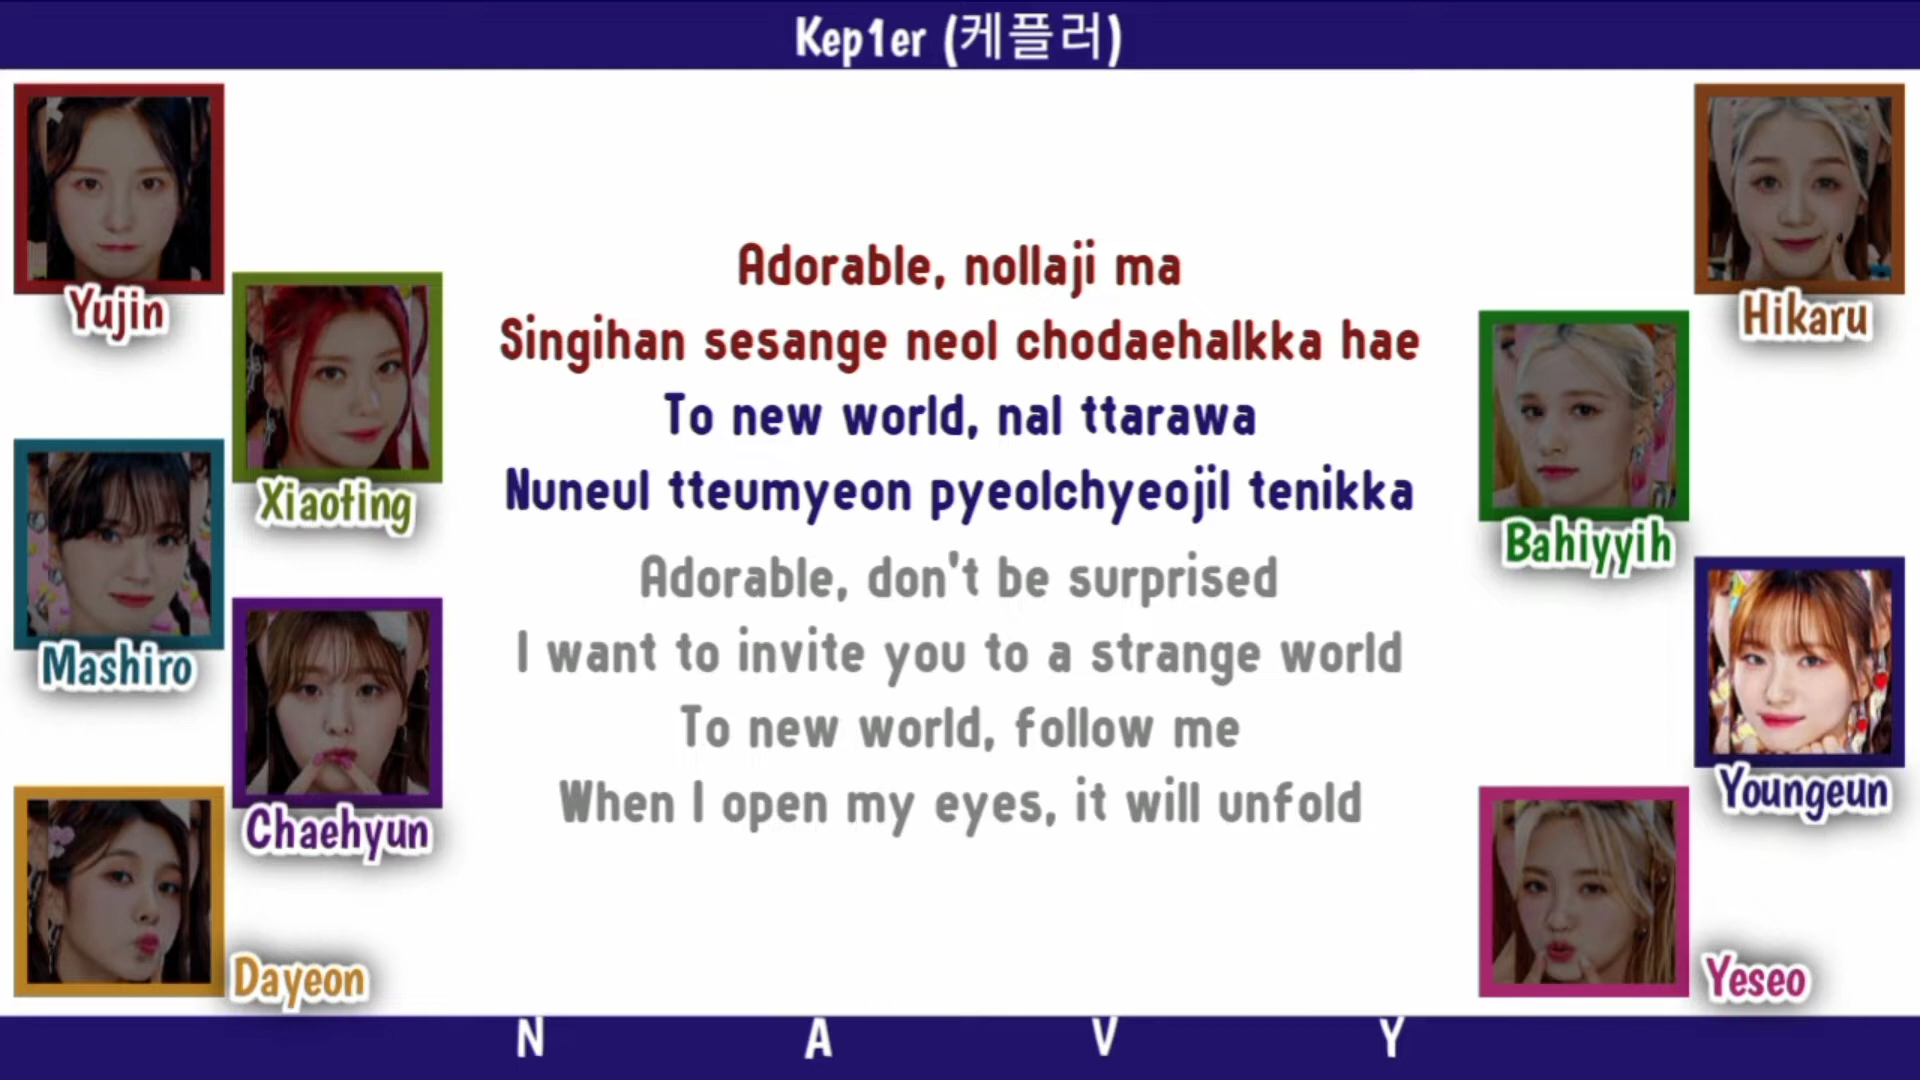 Kep1er (케플러)
Yujin
Xiaoting
Mashiro
Chaehyun
Dayeon
Adorable, nollaji ma
Singihan sesange neol chodaehalkka hae
To new world, nal ttarawa
Nuneul tteumyeon pyeolchyeojil tenikka
Adorable, don't be surprised
I want to invite you to a strange world
To new world, follow me
When I open my eyes, it will unfold
Hikaru
Bahiyyih
Youngeun
Yeseo
N A V Y